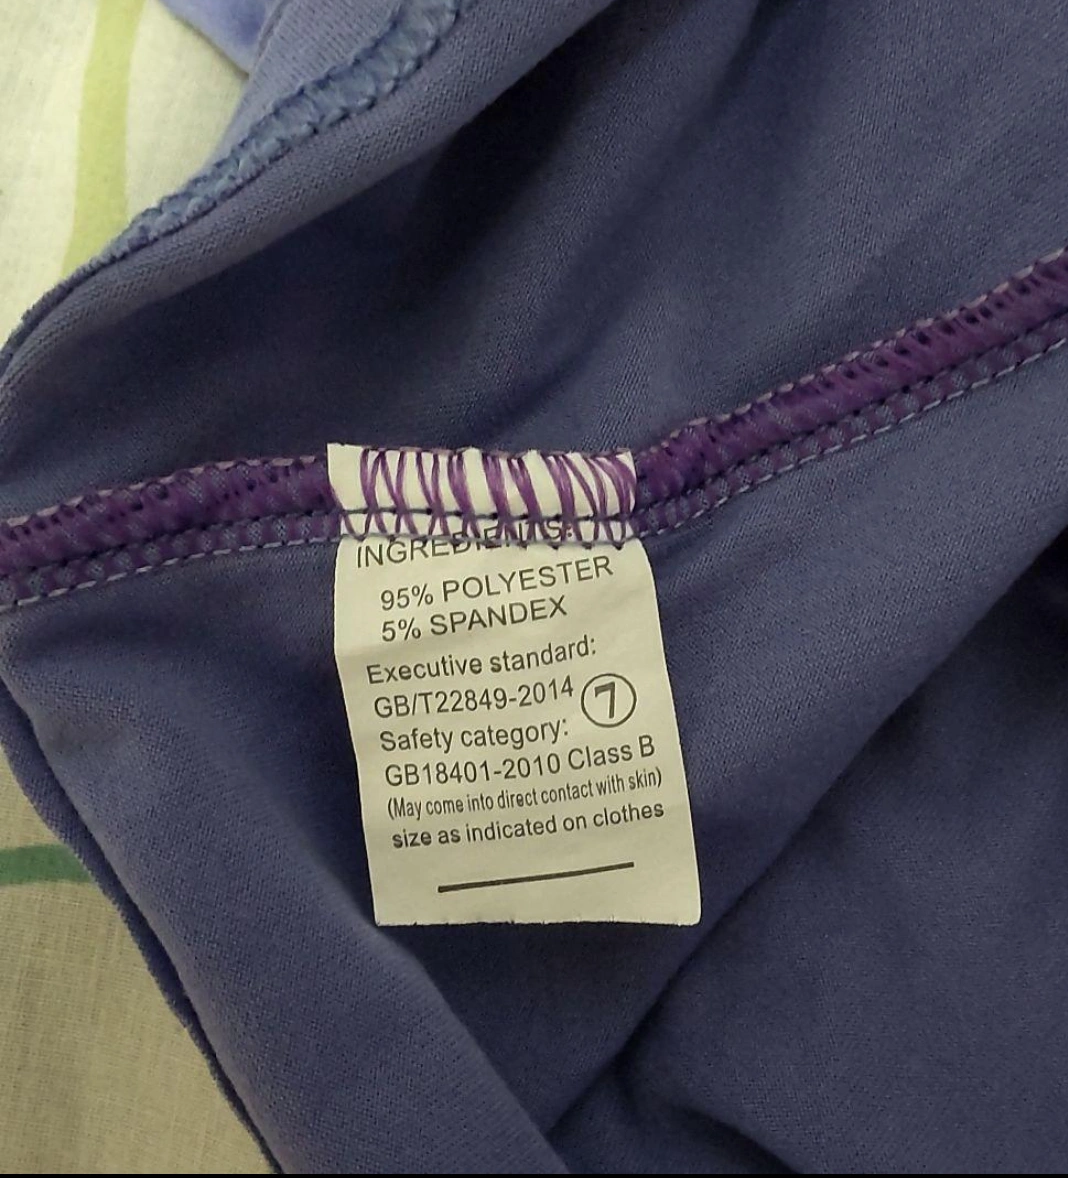 INGREDIENTS:
95% POLYESTER
5% SPANDEX
Executive standard:
GB/T22849-2014
7
Safety category:
GB18401-2010 Class B
(May come into direct contact with skin)
size as indicated on clothes